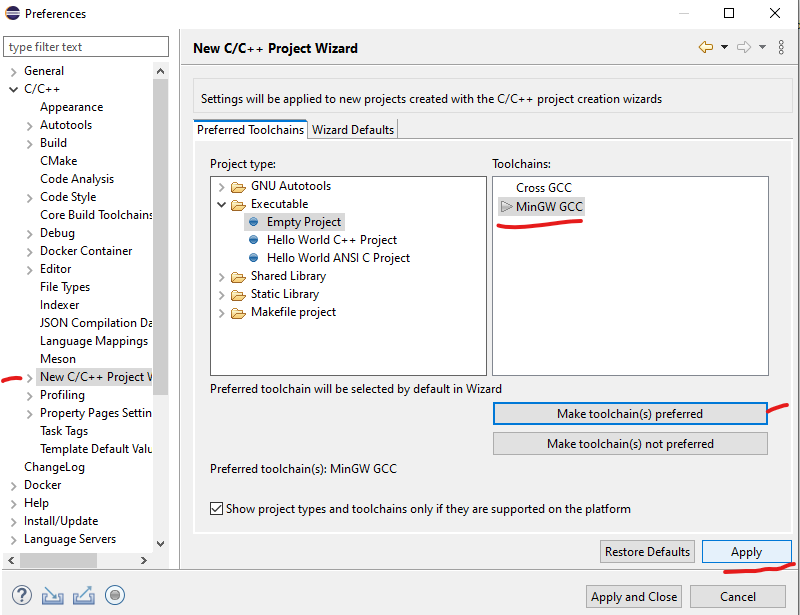 Preferences
type filter text
General
C/C++
Appearance
Autotools
Build
CMake
Code Analysis
Code Style
Core Build Toolchains
Debug
Docker Container
Editor
File Types
Indexer
JSON Compilation Da
Language Mappings
Meson
New C/C++ Project W
Profiling
Property Pages Settin
Task Tags
Template Default Valu
ChangeLog
Docker
Help
Install/Update
Language Servers
New C/C++ Project Wizard
Settings will be applied to new projects created with the C/C++ project creation wizards
Preferred Toolchains
Wizard Defaults
Project type:
GNU Autotools
Executable
Empty Project
Hello World C++ Project
Hello World ANSI C Project
Shared Library
Static Library
Makefile project
Toolchains:
Cross GCC
MinGW GCC
Preferred toolchain will be selected by default in Wizard
Make toolchain(s) preferred
Make toolchain(s) not preferred
Preferred toolchain(s): MinGW GCC
Show project types and toolchains only if they are supported on the platform
Restore Defaults
Apply
Apply and Close
Cancel